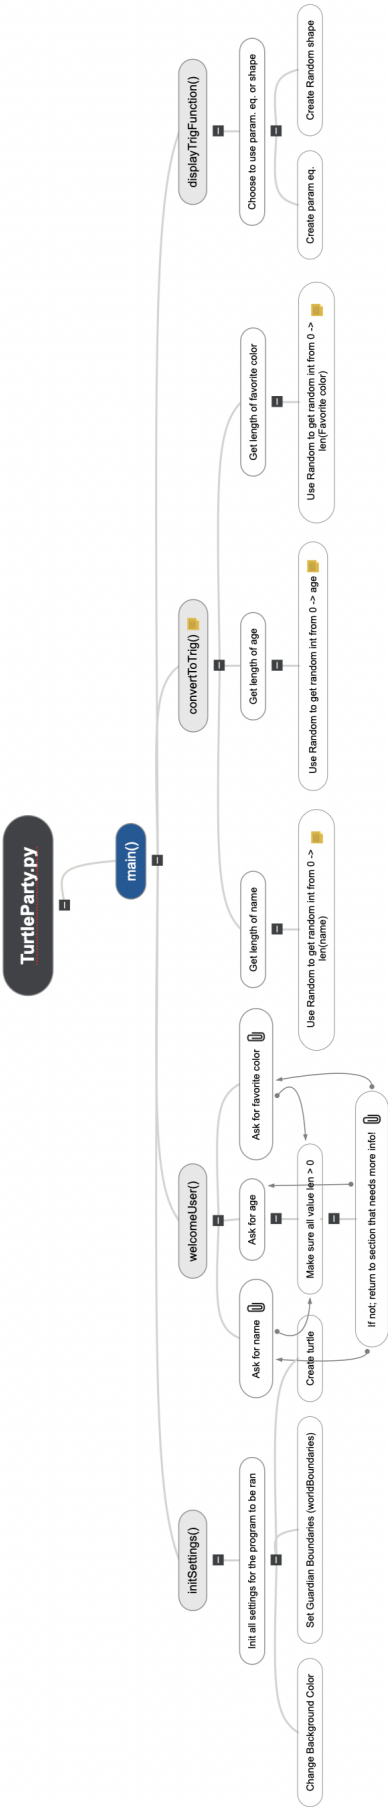 TurtleParty.py
main()
initSettings()
welcomeUser()
convertToTrig()
displayTrigFunction()
Init all settings for the program to be ran
Ask for name
Ask for age
Ask for favorite color
Get length of name
Get length of age
Get length of favorite color
Choose to use param. eq. or shape
Change Background Color
Set Guardian Boundaries (worldBoundaries)
Create turtle
Make sure all value len > 0
Use Random to get random int from 0 ->
len(name)
Use Random to get random int from 0 -> age
Use Random to get random int from 0 ->
len(Favorite color)
Create param eq.
Create Random shape
If not; return to section that needs more info!